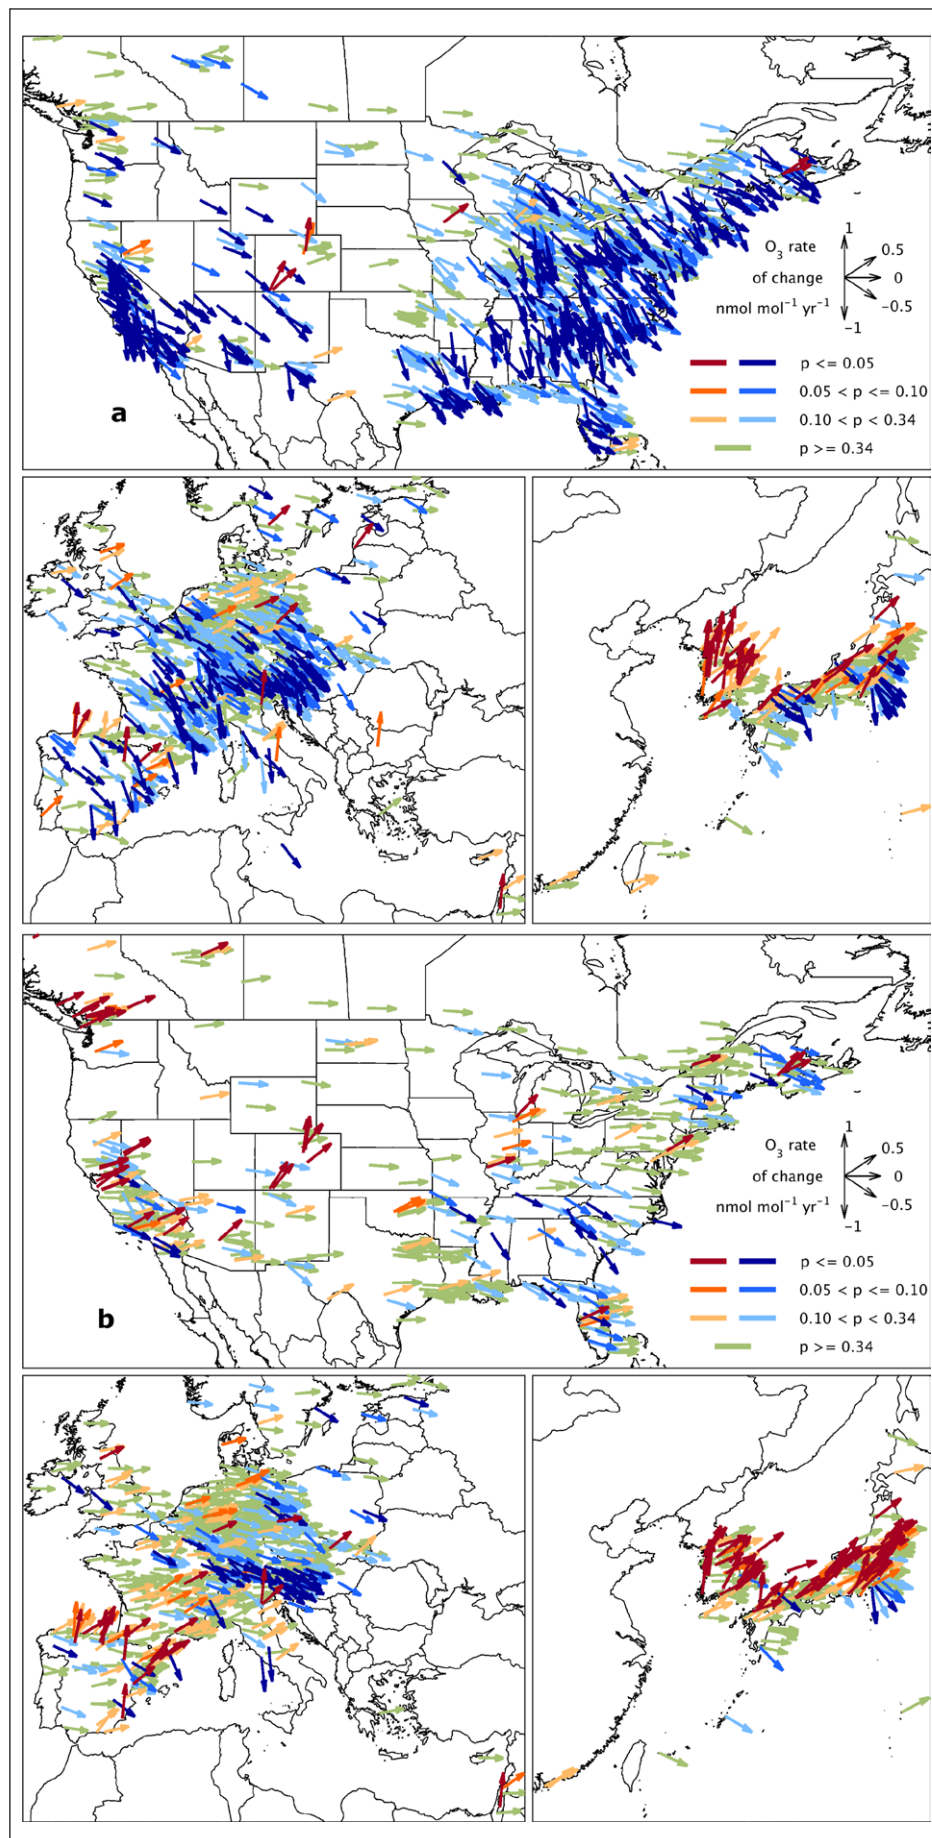 1
O₃ rate
0.5
of change
0
nmol mol⁻¹ yr⁻¹
−0.5
−1
p <= 0.05
0.05 < p <= 0.10
0.10 < p < 0.34
p >= 0.34
a
1
O₃ rate
0.5
of change
0
nmol mol⁻¹ yr⁻¹
−0.5
−1
p <= 0.05
0.05 < p <= 0.10
0.10 < p < 0.34
p >= 0.34
b